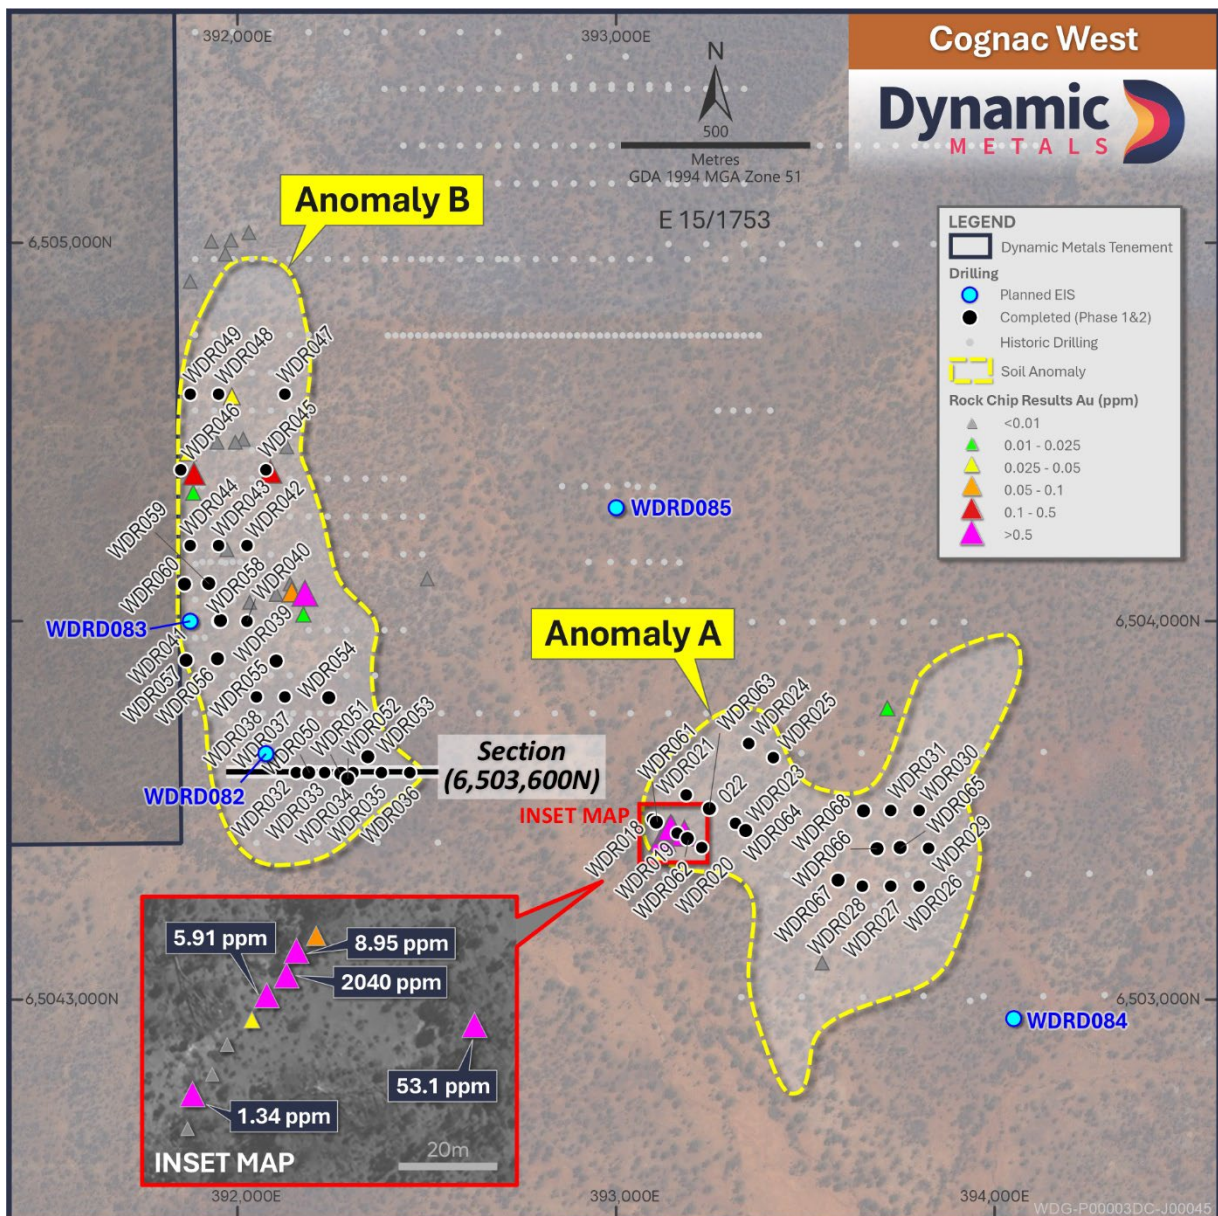 392,000E
393,000E
Cognac West
Dynamic
METALS
N
500
Metres
GDA 1994 MGA Zone 51
E 15/1753
Anomaly B
6,505,000N
LEGEND
Dynamic Metals Tenement
Drilling
Planned EIS
Completed (Phase 1&2)
Historic Drilling
Soil Anomaly
Rock Chip Results Au (ppm)
<0.01
0.01 - 0.025
0.025 - 0.05
0.05 - 0.1
0.1 - 0.5
>0.5
WDR049
WDR048
WDR047
WDR046
WDR045
WDR044
WDR043
WDR042
WDR059
WDR060
WDR058
WDR040
WDR039
WDRD085
WDRD083
WDR041
WDR057
WDR056
WDR055
WDR054
Anomaly A
6,504,000N
WDR038
WDR037
WDR050
WDR051
WDR052
WDR053
WDRD082
WDR032
WDR033
WDR034
WDR035
WDR036
Section
(6,503,600N)
WDR061
WDR021
WDR063
WDR024
WDR025
022
WDR023
WDR064
INSET MAP
WDR018
WDR019
WDR062
WDR020
WDR068
WDR031
WDR030
WDR065
WDR066
WDR029
WDR067
WDR028
WDR027
WDR026
5.91 ppm
8.95 ppm
2040 ppm
53.1 ppm
1.34 ppm
20m
INSET MAP
6,5043,000N
6,503,000N
WDRD084
392,000E
393,000E
394,000E
WDG-P00003DC-J00045